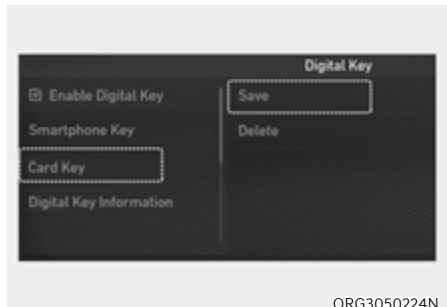 Digital Key
Enable Digital Key
Smartphone Key
Card Key
Digital Key Information
Save
Delete
ORG3050224N